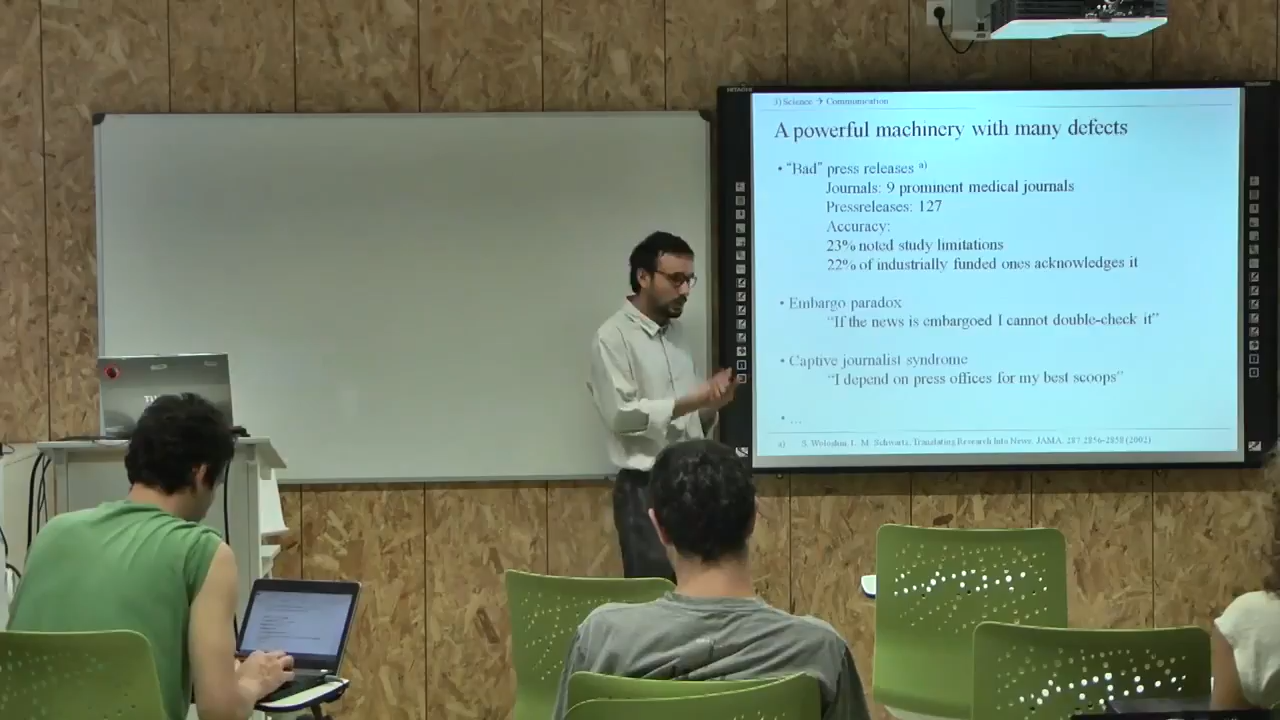 HITACHI
3) Science → Communication
A powerful machinery with many defects
• "Bad" press releases a)
Journals: 9 prominent medical journals
Pressreleases: 127
Accuracy:
23% noted study limitations
22% of industrially funded ones acknowledges it
• Embargo paradox
"If the news is embargoed I cannot double-check it"
• Captive journalist syndrome
"I depend on press offices for my best scoops"
• ...
a) S. Woloshin, L. M. Schwartz, Translating Research Into News, JAMA, 287 2856-2858 (2002)